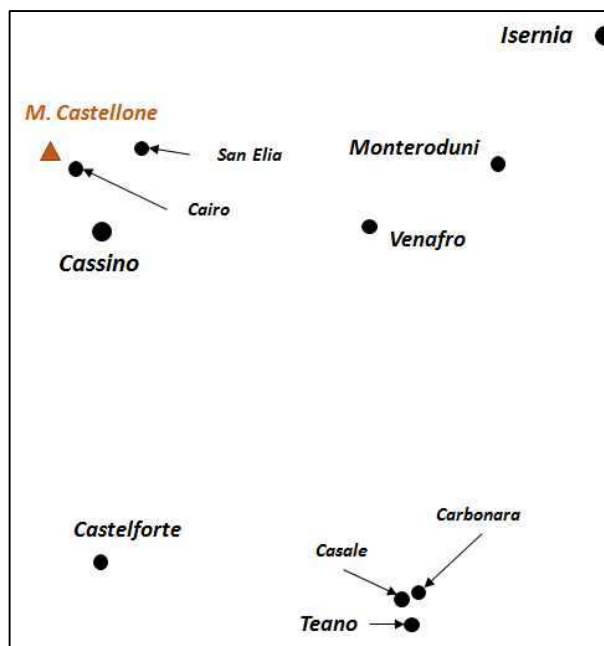 Isernia
M. Castellone
San Elia
Monteroduni
Cairo
Venafro
Cassino
Carbonara
Castelforte
Casale
Teano